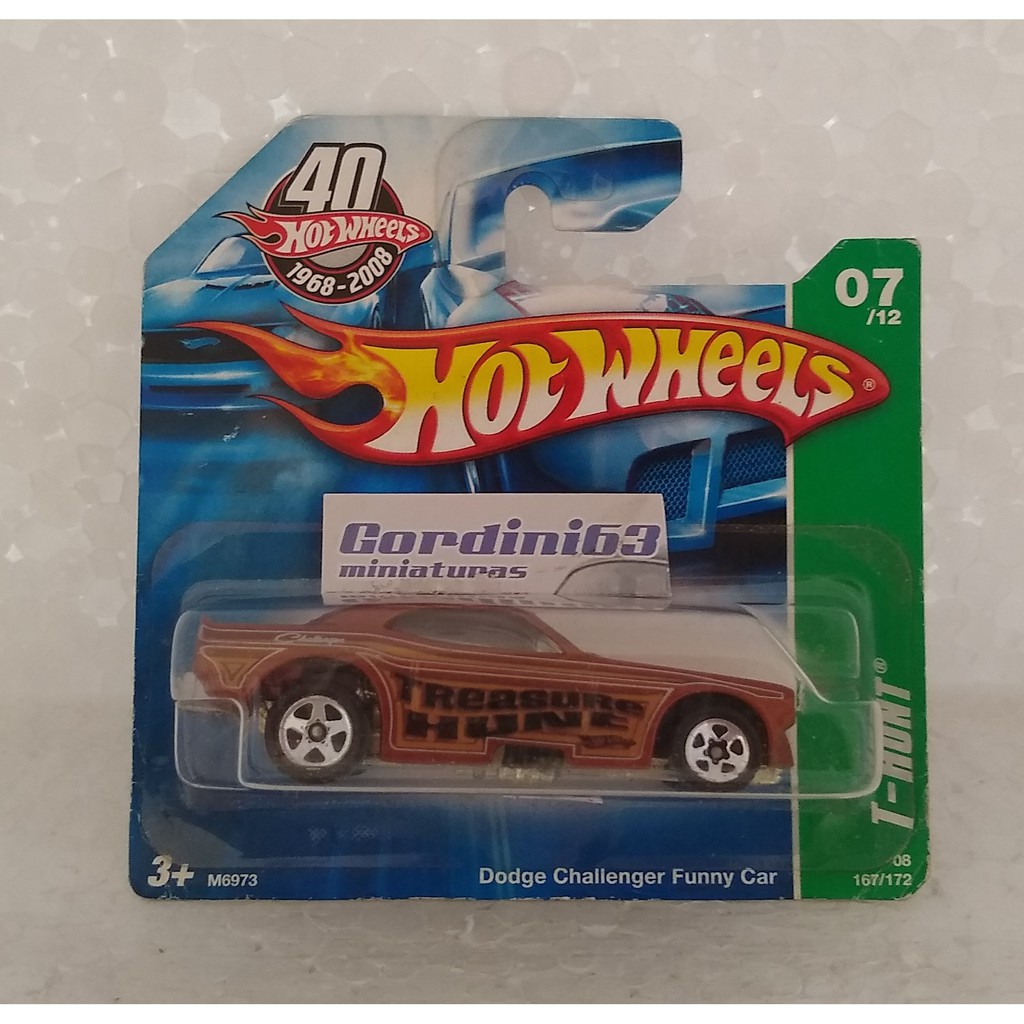 40
HOT WHEELS
1968-2008
07
/12
HOT WHEELS®
Gordini63
miniaturas
Challenger
TREASURE
HUNT
T-HUNT®
3+
M6973
Dodge Challenger Funny Car
08
167/172